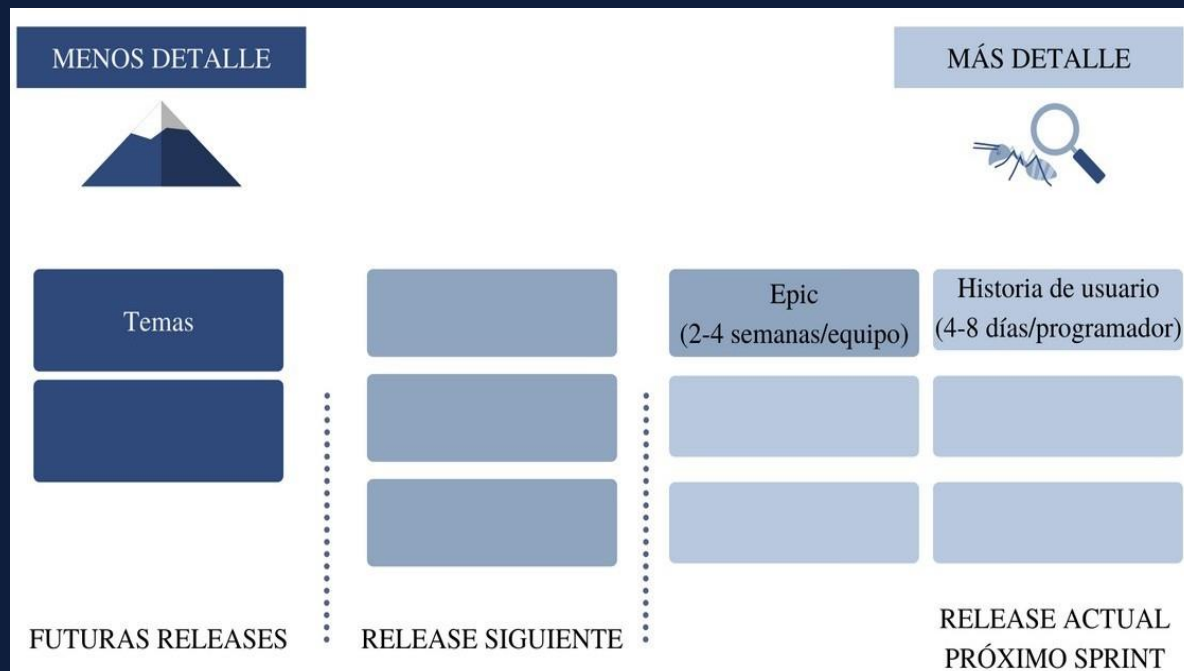 MENOS DETALLE
MÁS DETALLE
Temas
Epic
(2-4 semanas/equipo)
Historia de usuario
(4-8 días/programador)
FUTURAS RELEASES
RELEASE SIGUIENTE
RELEASE ACTUAL
PRÓXIMO SPRINT